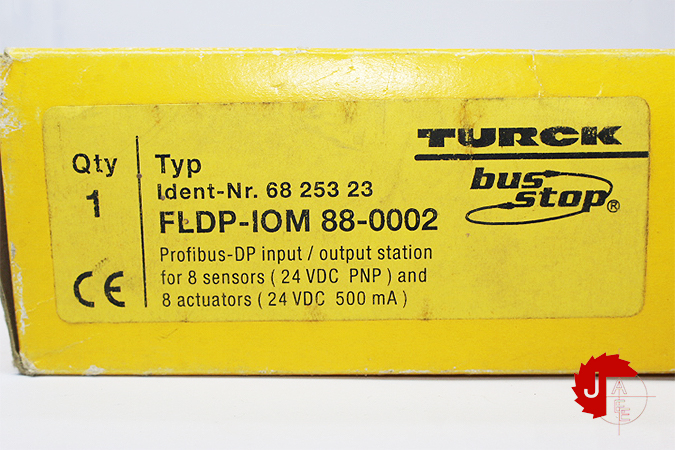 Qty
1
CE
Typ
Ident-Nr. 68 253 23
FLDP-IOM 88-0002
Profibus-DP input / output station
for 8 sensors ( 24 VDC PNP ) and
8 actuators ( 24 VDC 500 mA )
TURCK
bus
stop®
J